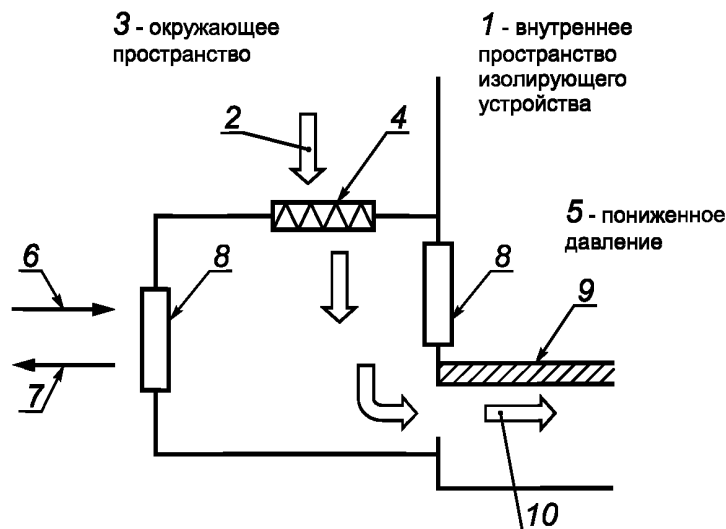 3 - окружающее
пространство
1 - внутреннее
пространство
изолирующего
устройства
2
4
5 - пониженное
давление
6
8
8
9
7
10